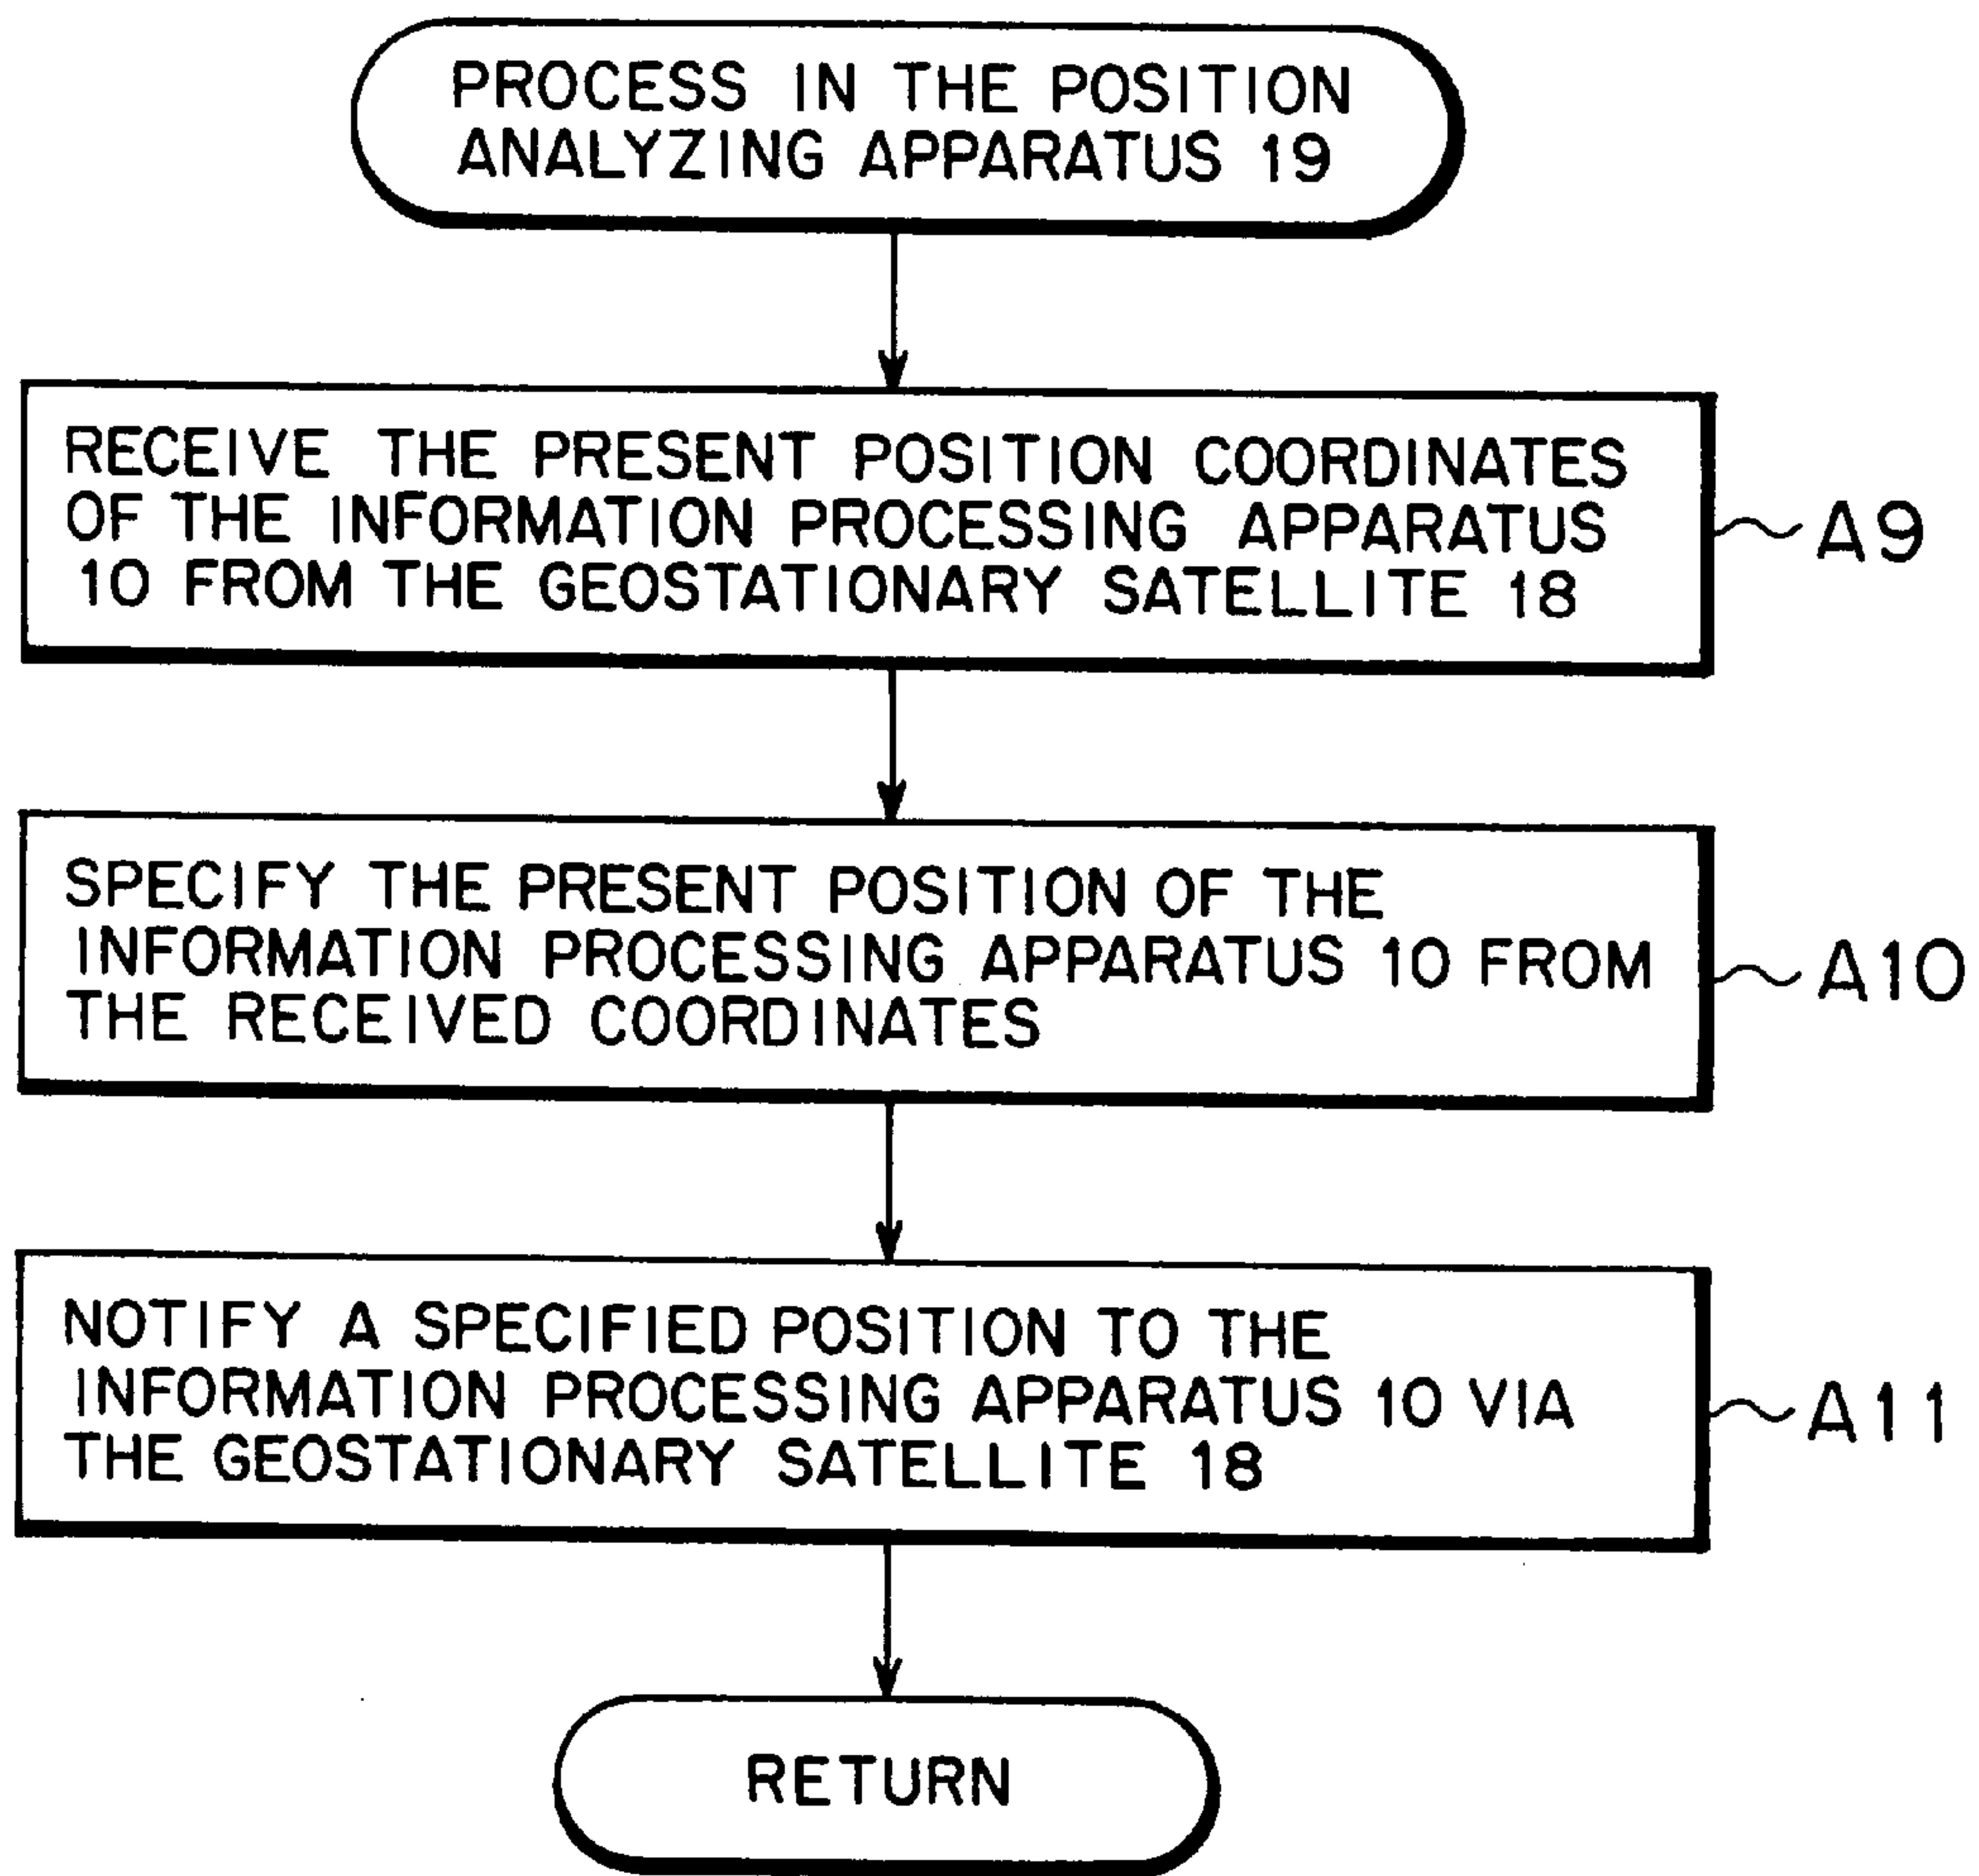 PROCESS IN THE POSITION
ANALYZING APPARATUS 19
RECEIVE THE PRESENT POSITION COORDINATES
OF THE INFORMATION PROCESSING APPARATUS
10 FROM THE GEOSTATIONARY SATELLITE 18
A9
SPECIFY THE PRESENT POSITION OF THE
INFORMATION PROCESSING APPARATUS 10 FROM
THE RECEIVED COORDINATES
A10
NOTIFY A SPECIFIED POSITION TO THE
INFORMATION PROCESSING APPARATUS 10 VIA
THE GEOSTATIONARY SATELLITE 18
A11
RETURN